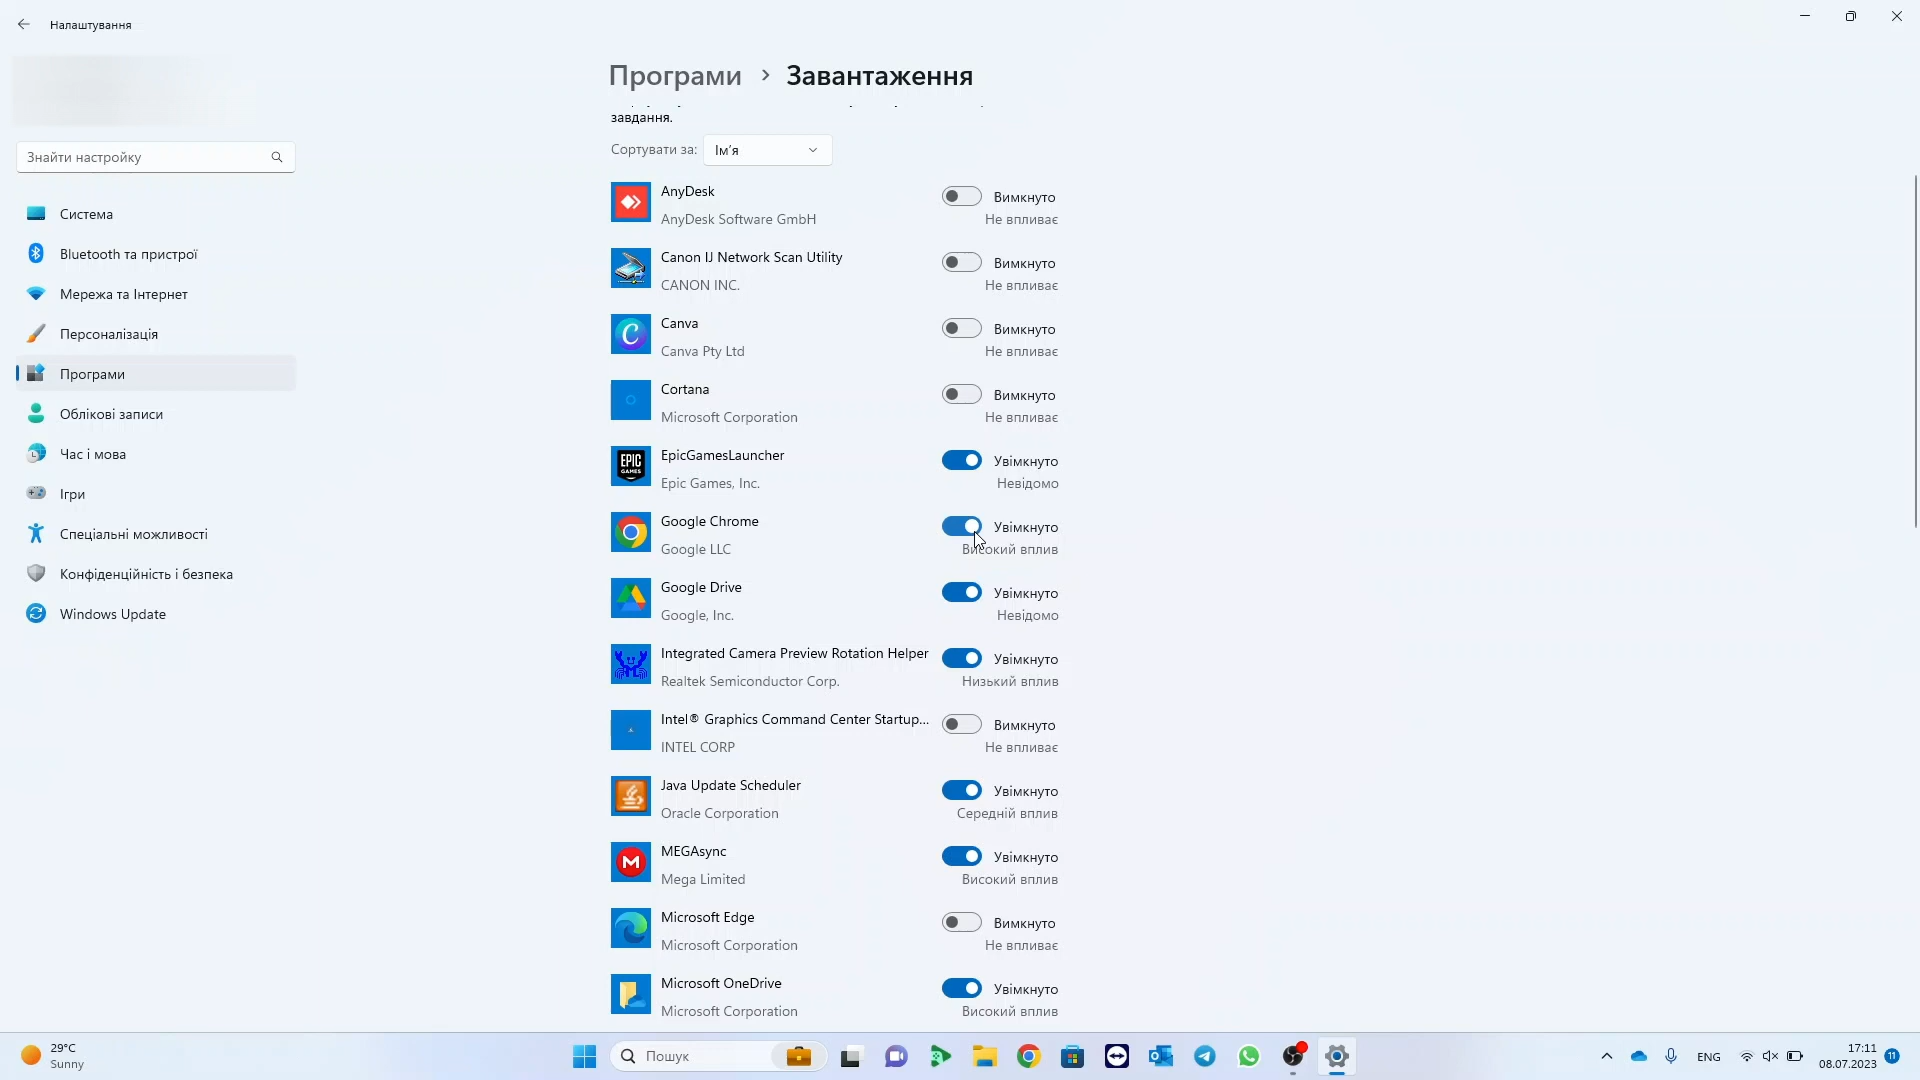 Налаштування
Програми > Завантаження
завдання.
Сортувати за: Ім'я
Знайти настройку
Система
Bluetooth та пристрої
Мережа та Інтернет
Персоналізація
Програми
Облікові записи
Час і мова
Ігри
Спеціальні можливості
Конфіденційність і безпека
Windows Update
AnyDesk
Вимкнуто
AnyDesk Software GmbH
Не впливає
Canon IJ Network Scan Utility
Вимкнуто
CANON INC.
Не впливає
Canva
Вимкнуто
Canva Pty Ltd
Не впливає
Cortana
Вимкнуто
Microsoft Corporation
Не впливає
EPIC GAMES
EpicGamesLauncher
Увімкнуто
Epic Games, Inc.
Невідомо
Google Chrome
Увімкнуто
Google LLC
Високий вплив
Google Drive
Увімкнуто
Google, Inc.
Невідомо
Integrated Camera Preview Rotation Helper
Увімкнуто
Realtek Semiconductor Corp.
Низький вплив
Intel® Graphics Command Center Startup...
Вимкнуто
INTEL CORP
Не впливає
Java Update Scheduler
Увімкнуто
Oracle Corporation
Середній вплив
MEGAsync
Увімкнуто
Mega Limited
Високий вплив
Microsoft Edge
Вимкнуто
Microsoft Corporation
Не впливає
Microsoft OneDrive
Увімкнуто
Microsoft Corporation
Високий вплив
29°C
Sunny
Пошук
ENG
17:11
08.07.2023
11